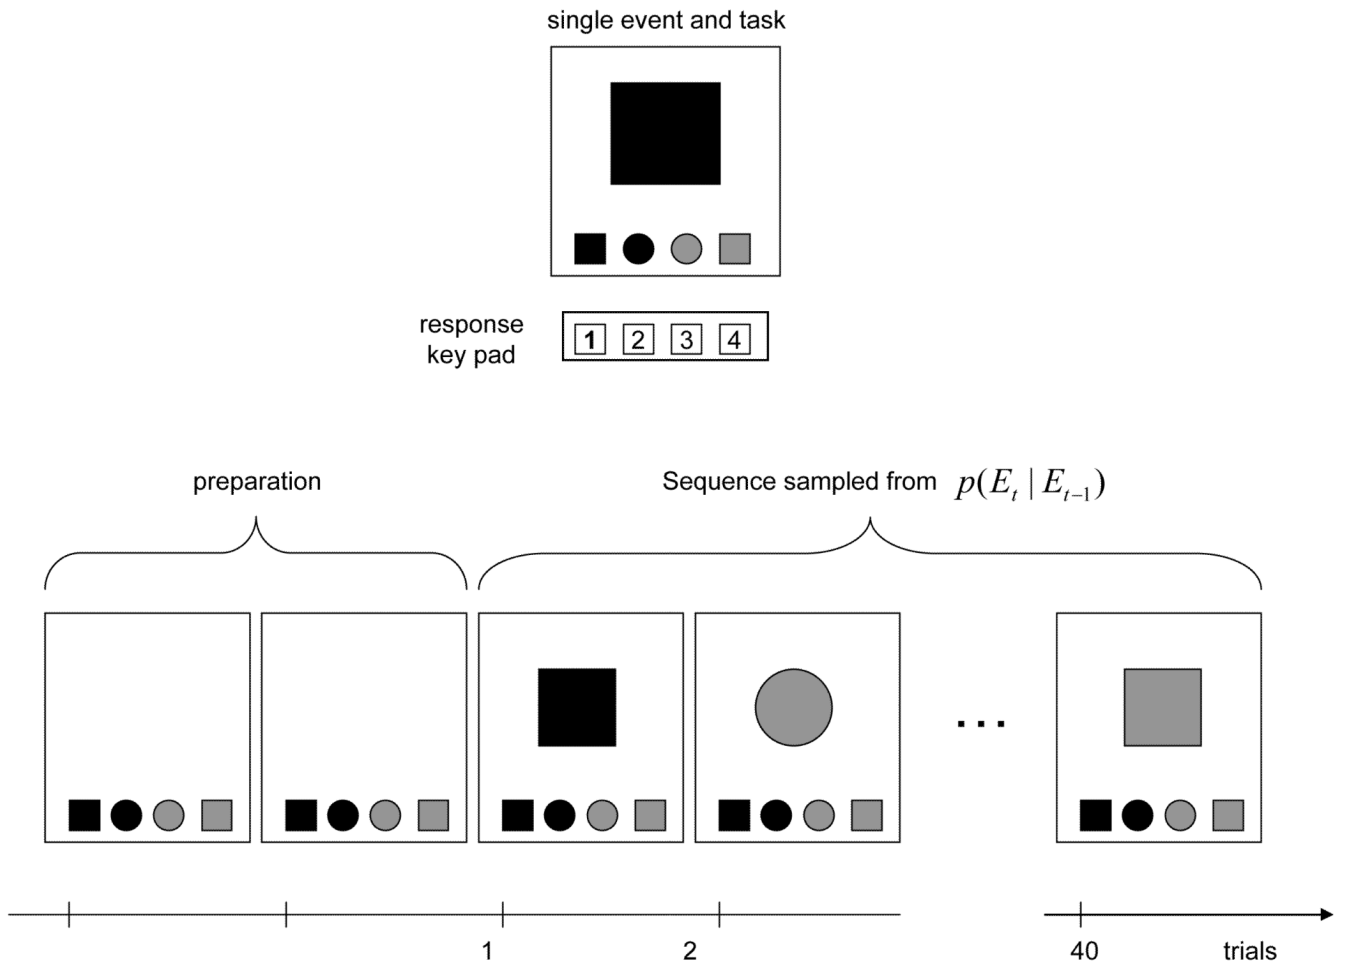 single event and task
response
key pad
1 2 3 4
preparation
Sequence sampled from p(E_t | E_{t-1})
...
1 2 40 trials